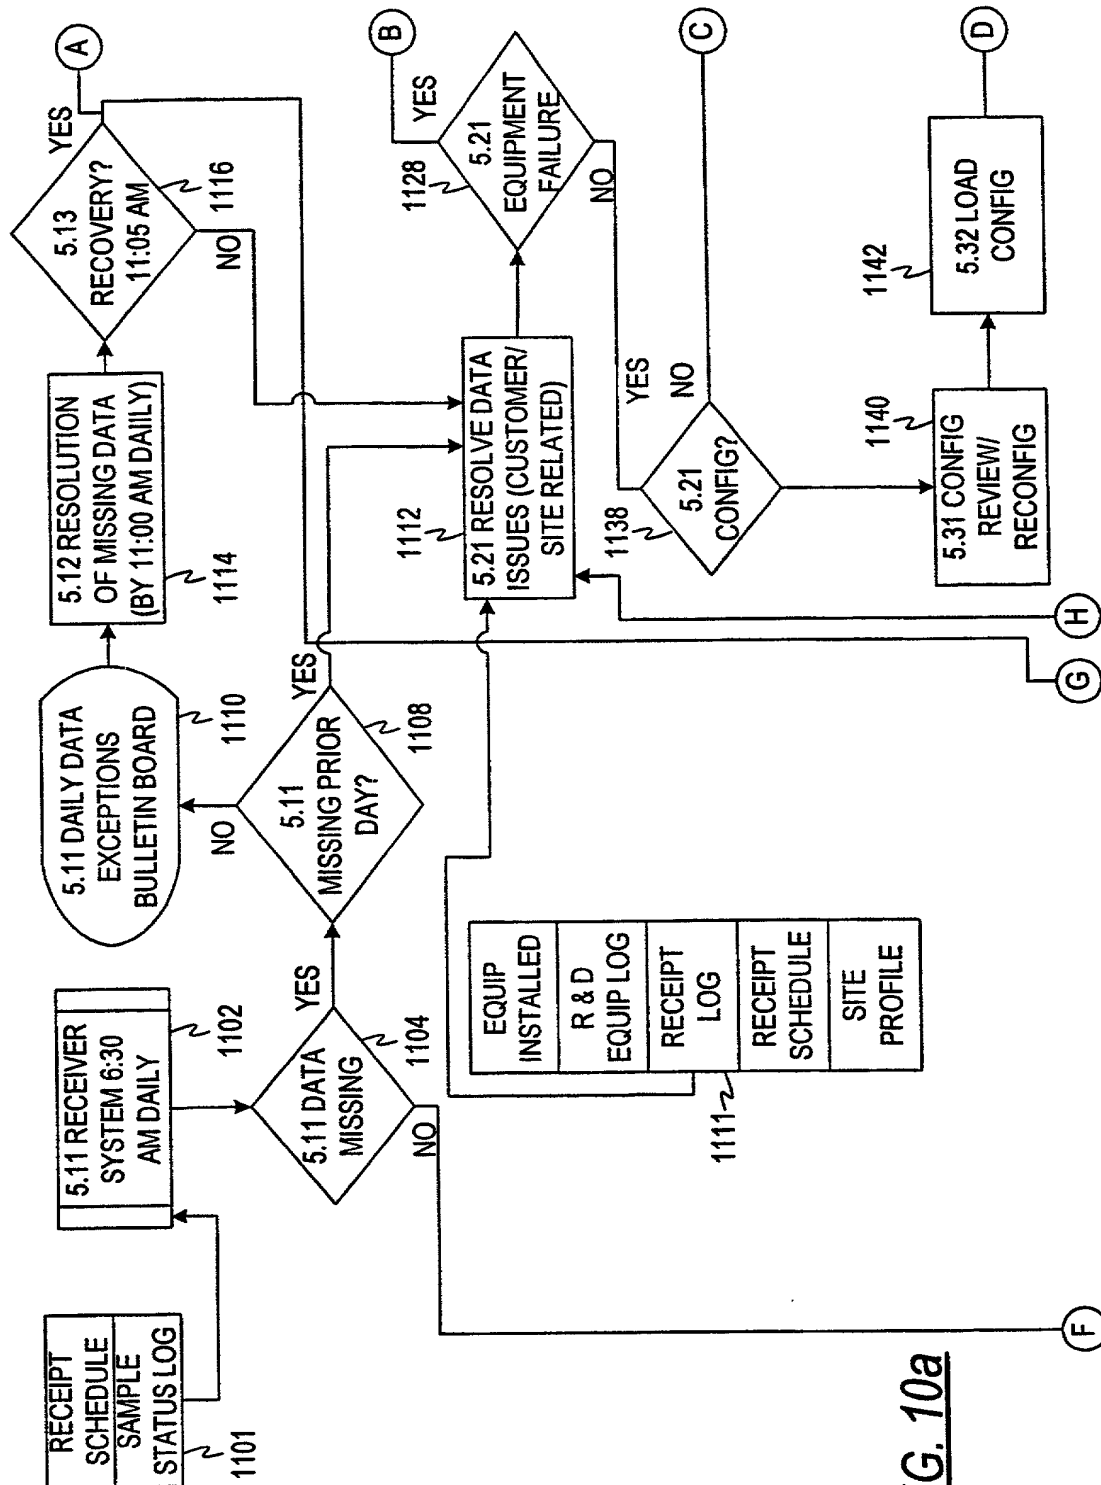 RECEIPT
SCHEDULE
SAMPLE
STATUS LOG
1101
5.11 RECEIVER
SYSTEM 6:30
AM DAILY
1102
5.11 DATA
MISSING
1104
YES
NO
F
5.11
MISSING PRIOR
DAY?
1108
NO
YES
5.11 DAILY DATA
EXCEPTIONS
BULLETIN BOARD
1110
5.12 RESOLUTION
OF MISSING DATA
(BY 11:00 AM DAILY)
1114
5.13
RECOVERY?
11:05 AM
1116
YES
NO
A
EQUIP
INSTALLED
R & D
EQUIP LOG
RECEIPT
LOG
RECEIPT
SCHEDULE
SITE
PROFILE
1111
5.21 RESOLVE DATA
ISSUES (CUSTOMER/
SITE RELATED)
1112
5.21
EQUIPMENT
FAILURE
1128
YES
NO
B
5.21
CONFIG?
1138
YES
NO
C
5.31 CONFIG
REVIEW/
RECONFIG
1140
5.32 LOAD
CONFIG
1142
D
G
H
G. 10a